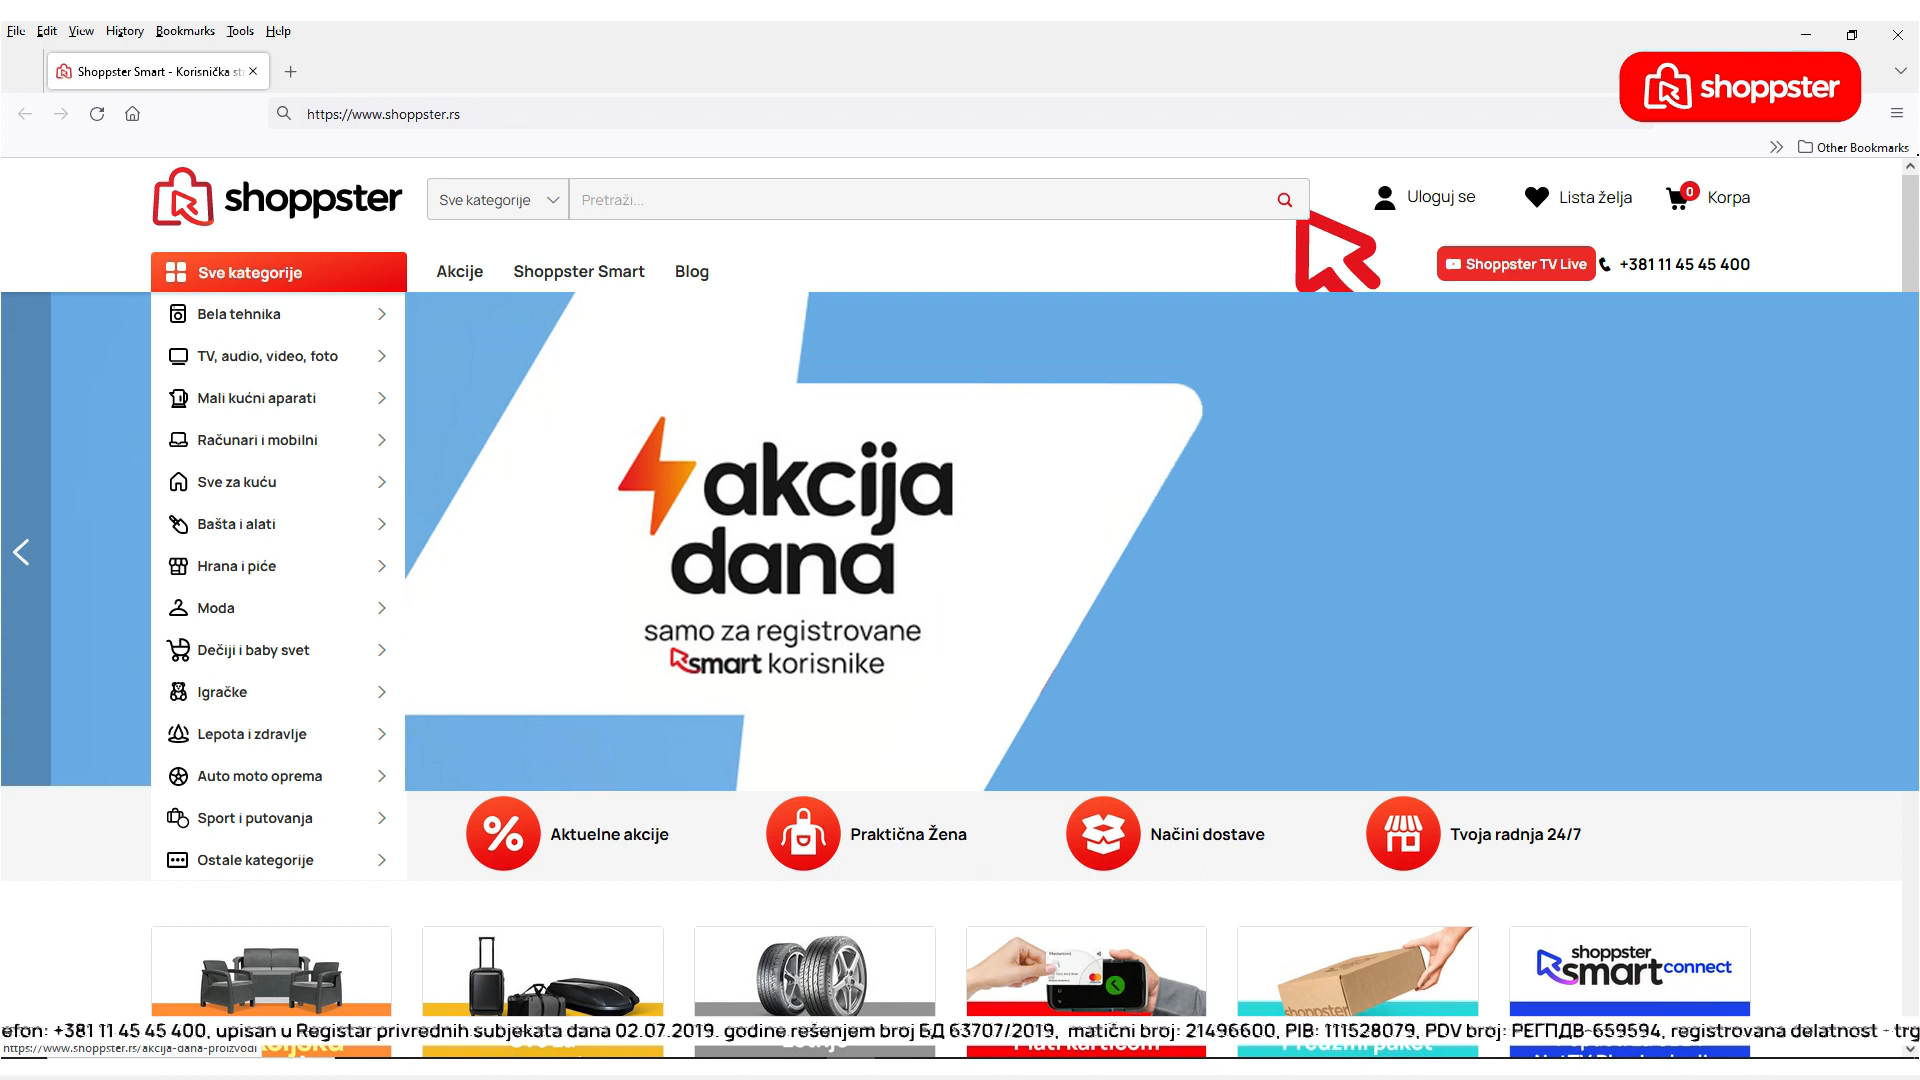 File Edit View History Bookmarks Tools Help
Shoppster Smart - Korisnička
shoppster
https://www.shoppster.rs
Other Bookmarks
shoppster
Sve kategorije
Pretraži...
Uloguj se
Lista želja
0
Korpa
Sve kategorije
Akcije
Shoppster Smart
Blog
Shoppster TV Live
+381 11 45 45 400
Bela tehnika
TV, audio, video, foto
Mali kućni aparati
Računari i mobilni
Sve za kuću
Bašta i alati
Hrana i piće
Moda
Dečiji i baby svet
Igračke
Lepota i zdravlje
Auto moto oprema
Sport i putovanja
Ostale kategorije
akcija
dana
samo za registrovane
smart korisnike
Aktuelne akcije
Praktična Žena
Načini dostave
Tvoja radnja 24/7
shoppster
shoppster
smart connect
efon: +381 11 45 45 400, upisan u Registar privrednih subjekata dana 02.07.2019. godine rešenjem broj БД 63707/2019, matični broj: 21496600, PIB: 111528079, PDV broj: РЕГПДВ-659594, registrovana delatnost - trg
https://www.shoppster.rs/akcija-dana-proizvodi